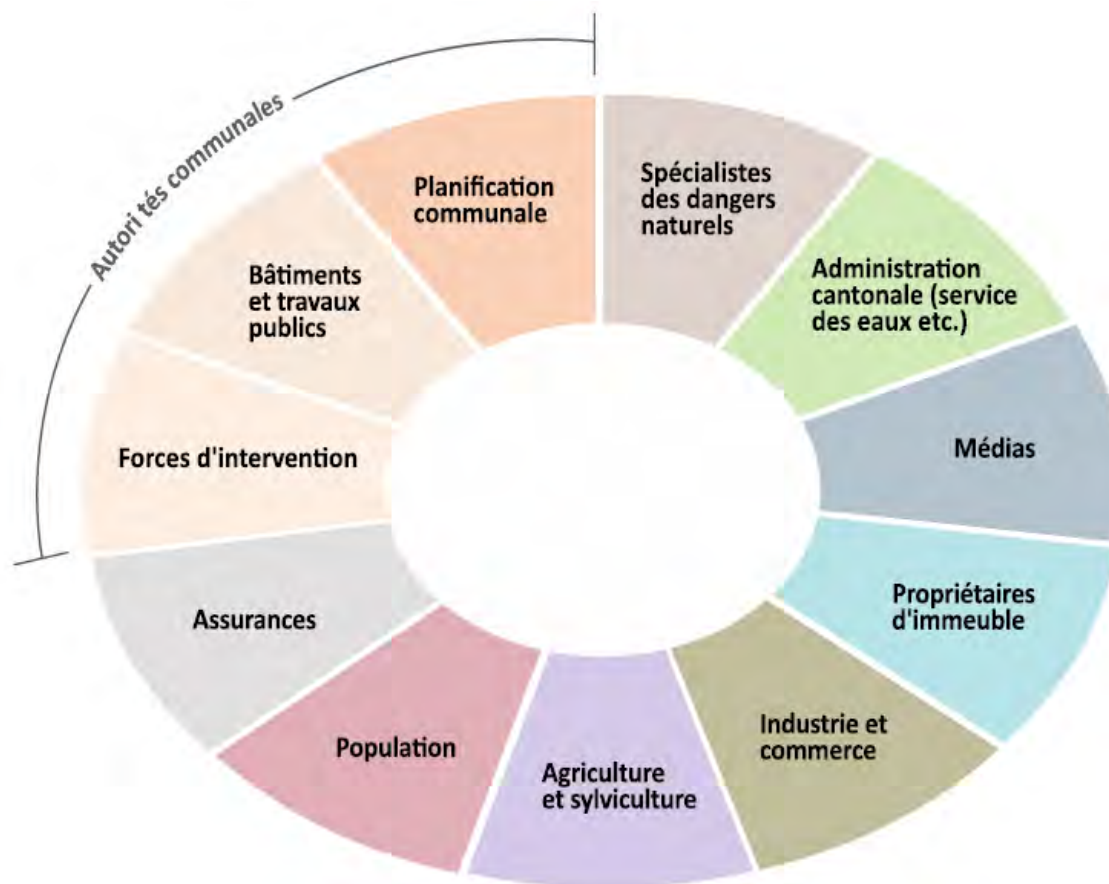 Autori tés communales
Planification
communale
Spécialistes
des dangers
naturels
Administration
cantonale (service
des eaux etc.)
Médias
Propriétaires
d'immeuble
Industrie et
commerce
Agriculture
et sylviculture
Population
Assurances
Forces d'intervention
Bâtiments
et travaux
publics